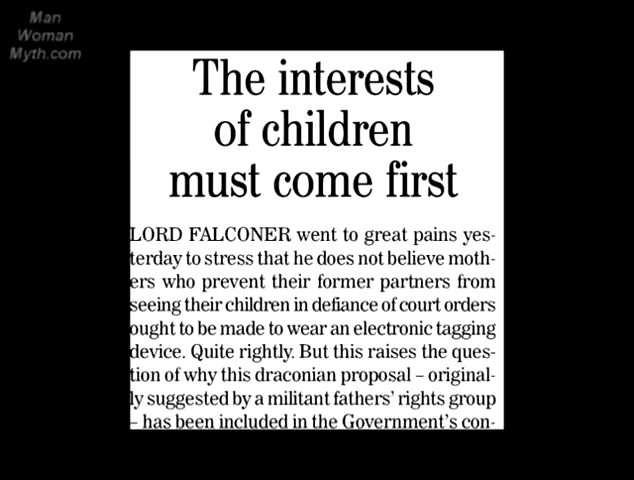 Man
Woman
Myth.com
The interests
of children
must come first
LORD FALCONER went to great pains yes-
terday to stress that he does not believe moth-
ers who prevent their former partners from
seeing their children in defiance of court orders
ought to be made to wear an electronic tagging
device. Quite rightly. But this raises the ques-
tion of why this draconian proposal – original-
ly suggested by a militant fathers’ rights group
– has been included in the Government’s con-